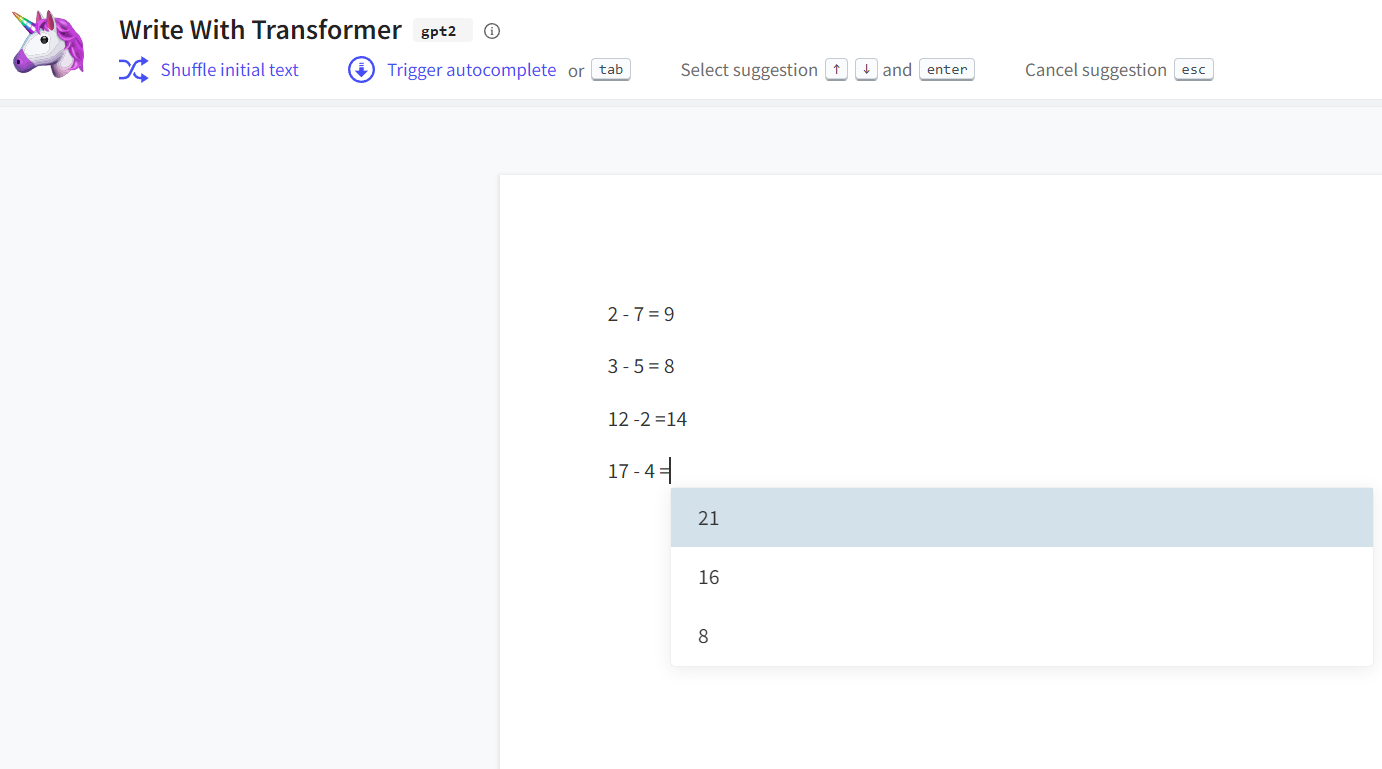 Write With Transformer gpt2
Shuffle initial text Trigger autocomplete or tab Select suggestion ↑ ↓ and enter Cancel suggestion esc
2 - 7 = 9
3 - 5 = 8
12 -2 =14
17 - 4 =
21
16
8